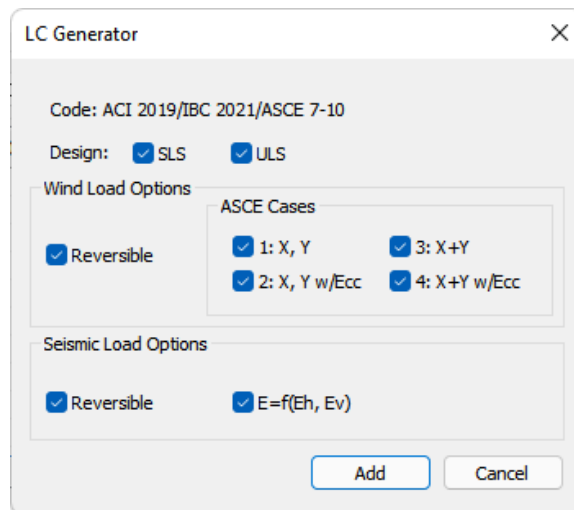 LC Generator
Code: ACI 2019/IBC 2021/ASCE 7-10
Design: SLS ULS
Wind Load Options
ASCE Cases
Reversible
1: X, Y 3: X+Y
2: X, Y w/Ecc 4: X+Y w/Ecc
Seismic Load Options
Reversible E=f(Eh, Ev)
Add Cancel